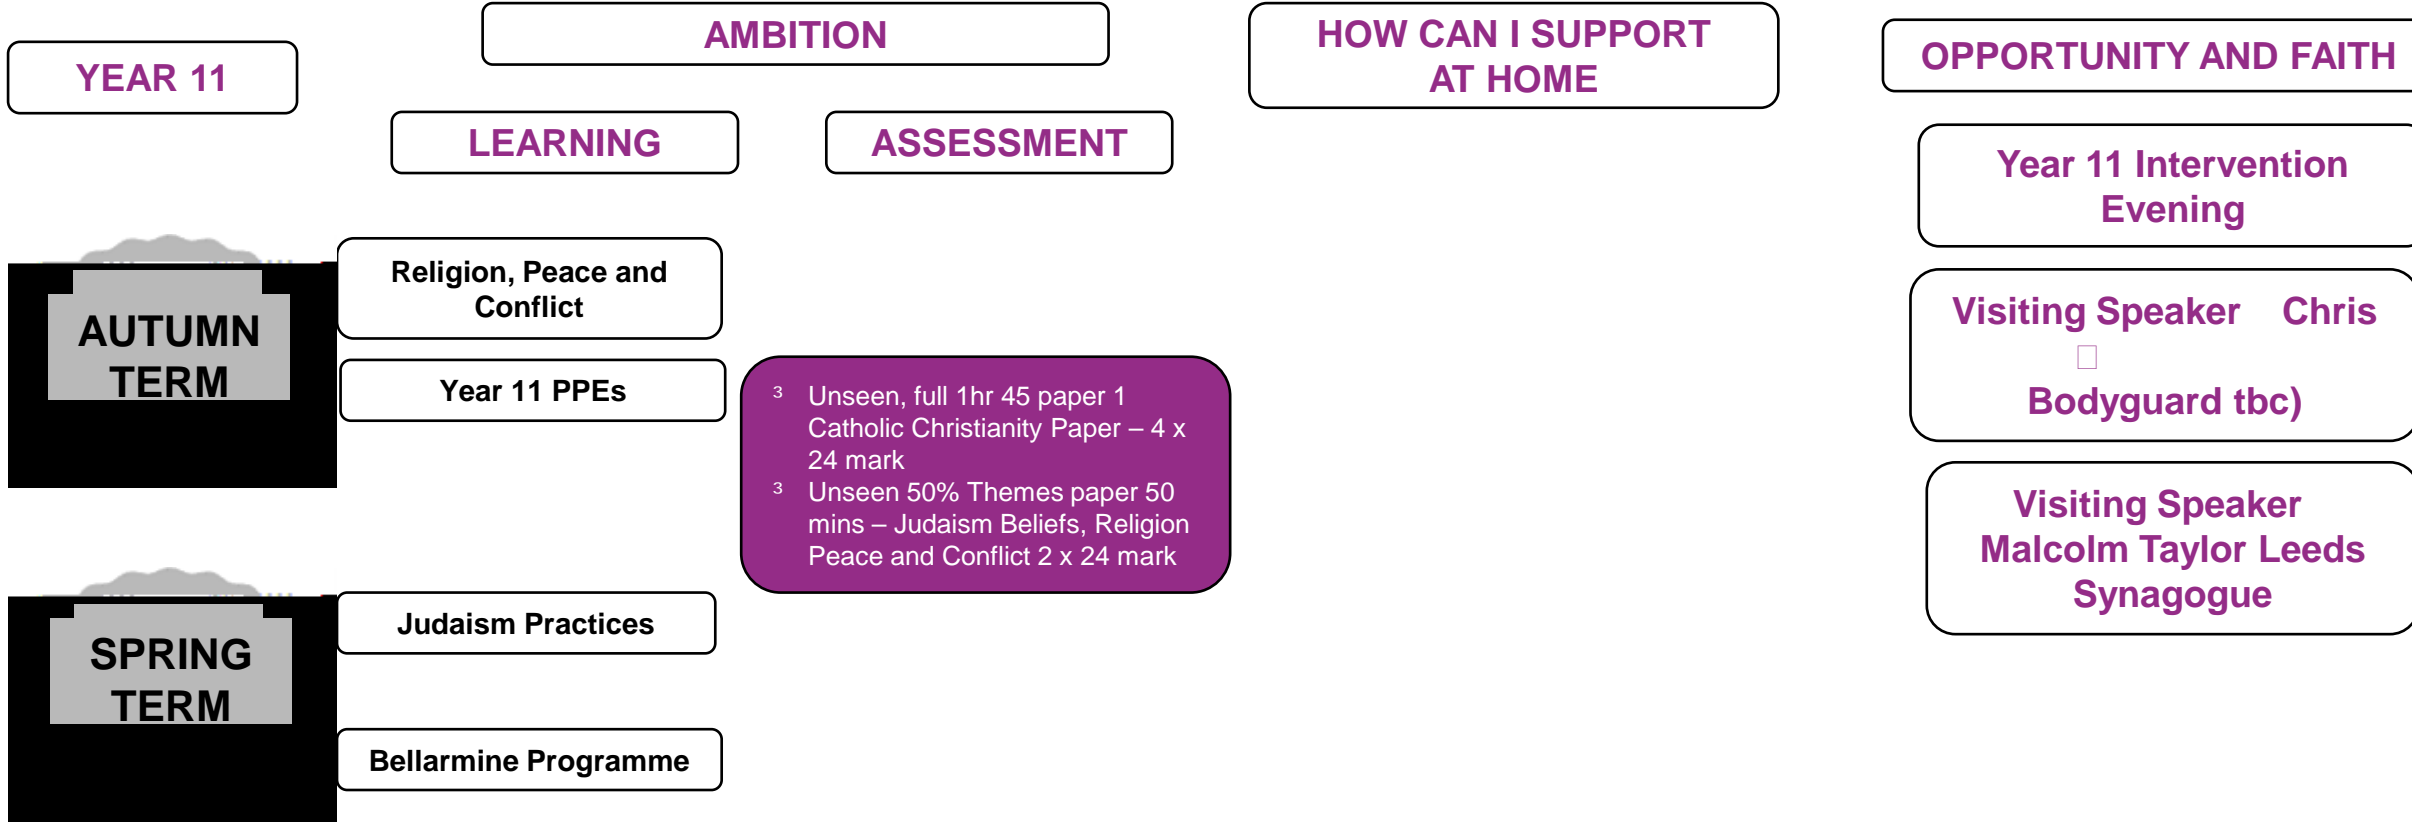 YEAR 11
AMBITION
HOW CAN I SUPPORT
AT HOME
OPPORTUNITY AND FAITH
LEARNING
ASSESSMENT
Year 11 Intervention
Evening
AUTUMN
TERM
Religion, Peace and
Conflict
Year 11 PPEs
³ Unseen, full 1hr 45 paper 1
Catholic Christianity Paper – 4 x
24 mark
³ Unseen 50% Themes paper 50
mins – Judaism Beliefs, Religion
Peace and Conflict 2 x 24 mark
Visiting Speaker Chris
Bodyguard tbc)
Visiting Speaker
Malcolm Taylor Leeds
Synagogue
SPRING
TERM
Judaism Practices
Bellarmine Programme